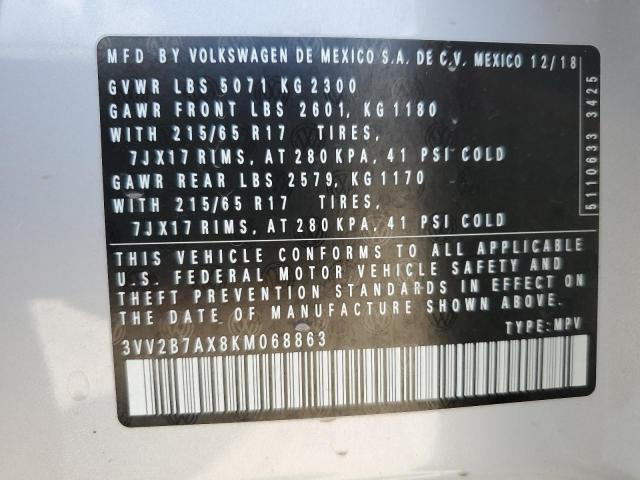 MFD BY VOLKSWAGEN DE MEXICO S.A. DE C.V. MEXICO 12/18
GVWR LBS 5071 KG 2300
GAWR FRONT LBS 2601, KG 1180
WITH 215/65 R17 TIRES,
7JX17 RIMS, AT 280 KPA, 41 PSI COLD
GAWR REAR LBS 2579, KG 1170
WITH 215/65 R17 TIRES,
7JX17 RIMS, AT 280 KPA, 41 PSI COLD
5110633 3425
THIS VEHICLE CONFORMS TO ALL APPLICABLE
U.S. FEDERAL MOTOR VEHICLE SAFETY AND
THEFT PREVENTION STANDARDS IN EFFECT ON
THE DATE OF MANUFACTURE SHOWN ABOVE.
TYPE: MPV
3VV2B7AX8KM068863